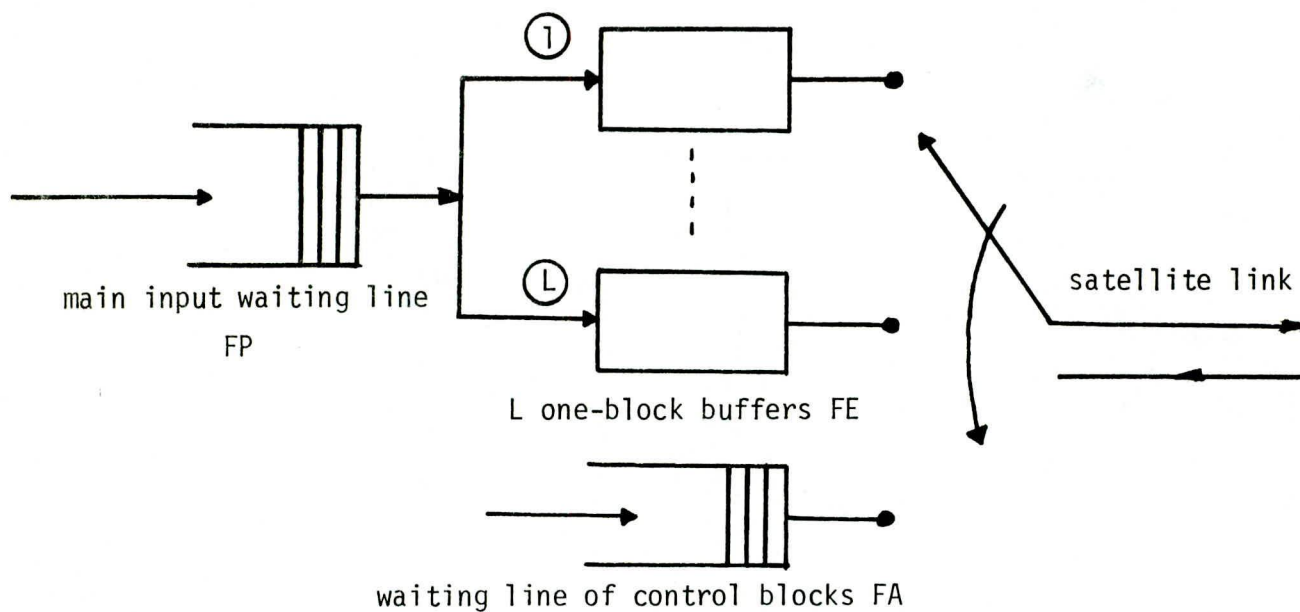 1
main input waiting line
FP
L
satellite link
L one-block buffers FE
waiting line of control blocks FA